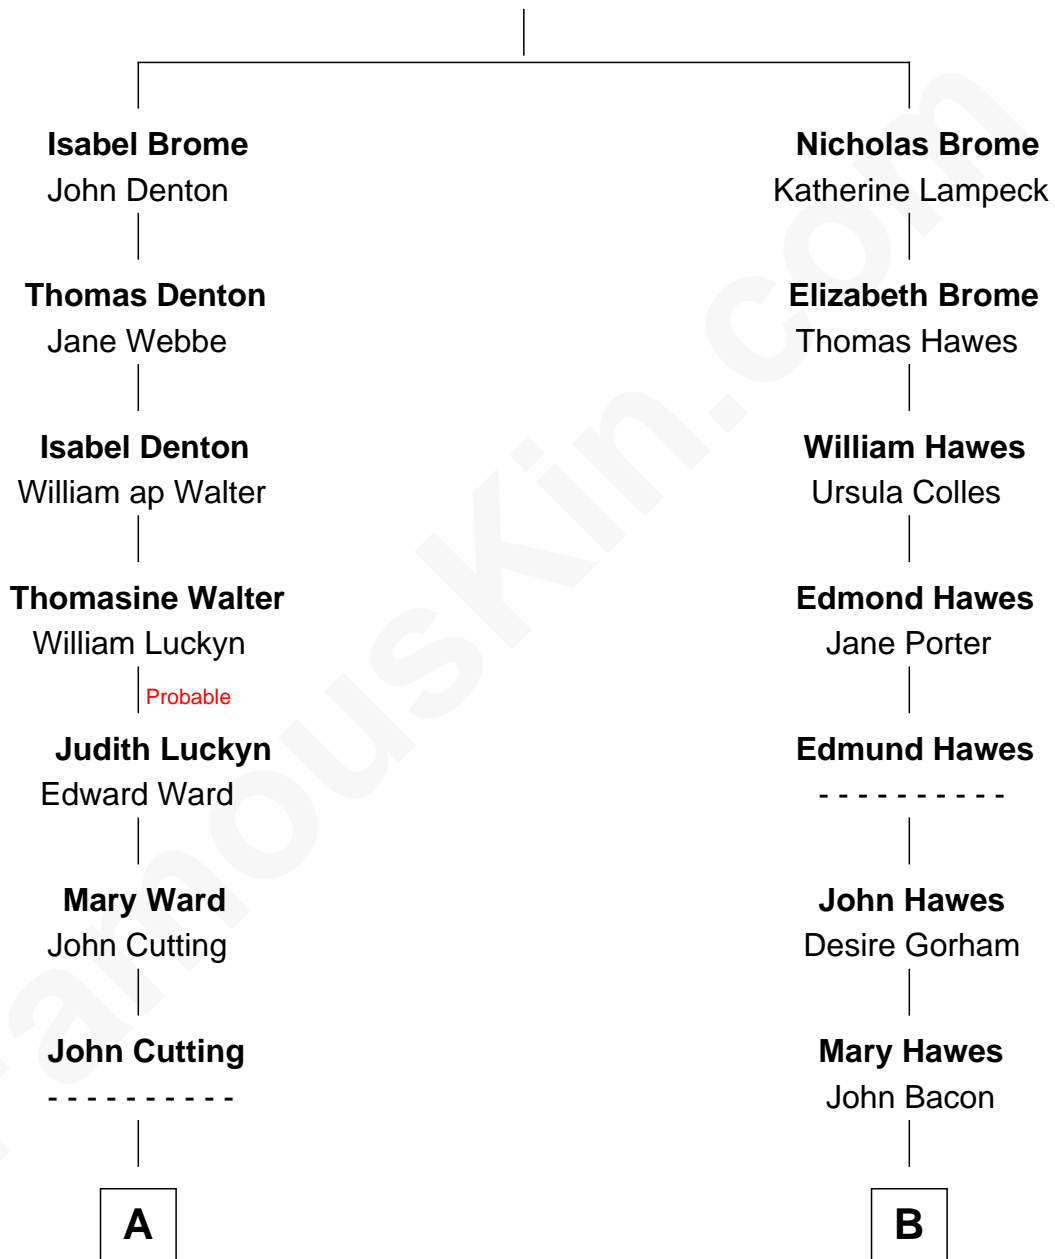 Isabel Brome
John Denton
Nicholas Brome
Katherine Lampeck
Thomas Denton
Jane Webbe
Elizabeth Brome
Thomas Hawes
Isabel Denton
William ap Walter
William Hawes
Ursula Colles
Thomasine Walter
William Luckyn
Edmond Hawes
Jane Porter
Probable
Judith Luckyn
Edward Ward
Edmund Hawes
- - - - - - - - - -
Mary Ward
John Cutting
John Hawes
Desire Gorham
John Cutting
- - - - - - - - - -
Mary Hawes
John Bacon
A
B
FamousKin.com